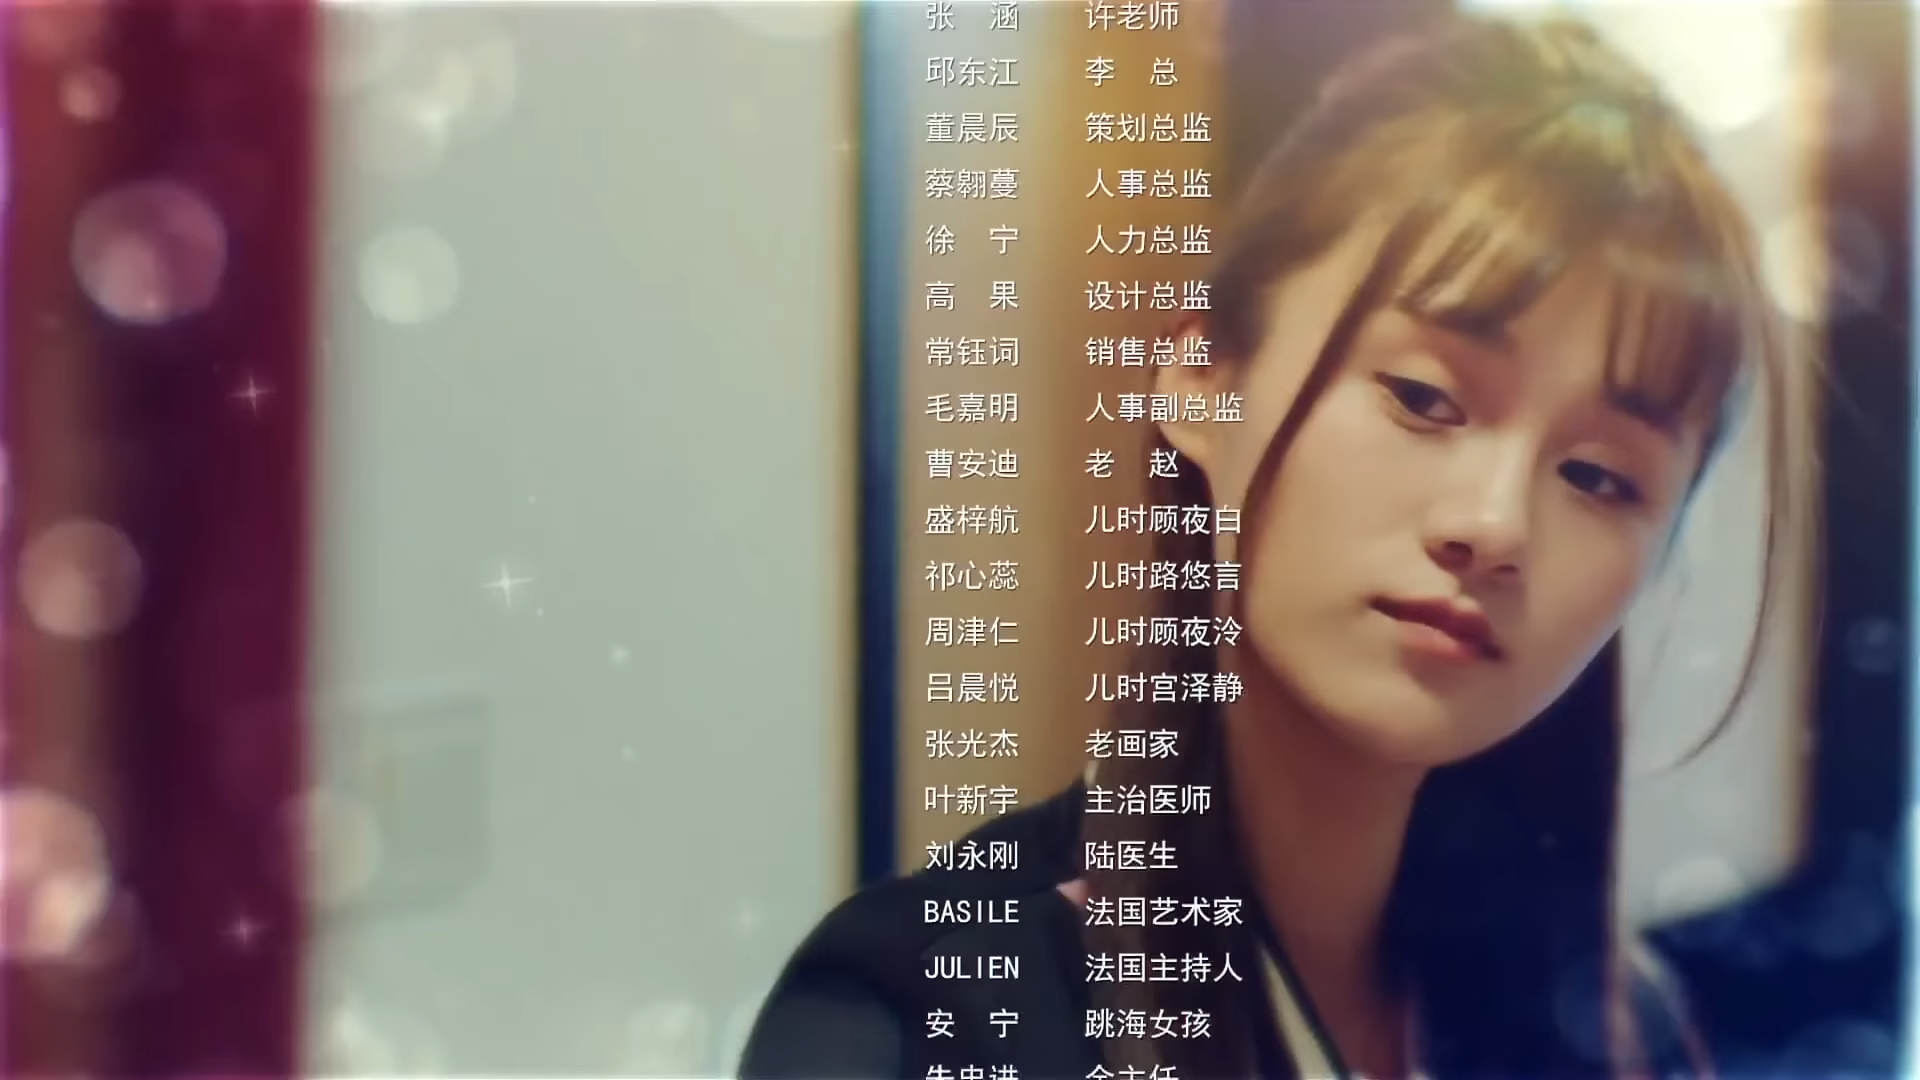 张 涵 许老师
邱东江 李 总
董晨辰 策划总监
蔡翱蔓 人事总监
徐 宁 人力总监
高 果 设计总监
常钰词 销售总监
毛嘉明 人事副总监
曹安迪 老 赵
盛梓航 儿时顾夜白
祁心蕊 儿时路悠言
周津仁 儿时顾夜泠
吕晨悦 儿时宫泽静
张光杰 老画家
叶新宇 主治医师
刘永刚 陆医生
BASILE 法国艺术家
JULIEN 法国主持人
安 宁 跳海女孩